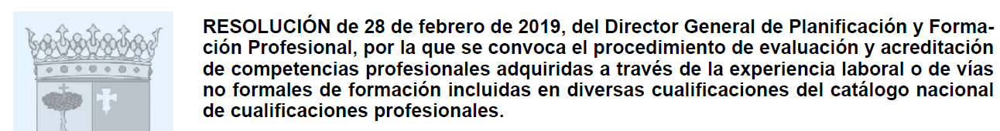 RESOLUCIÓN de 28 de febrero de 2019, del Director General de Planificación y Forma-
ción Profesional, por la que se convoca el procedimiento de evaluación y acreditación
de competencias profesionales adquiridas a través de la experiencia laboral o de vías
no formales de formación incluidas en diversas cualificaciones del catálogo nacional
de cualificaciones profesionales.